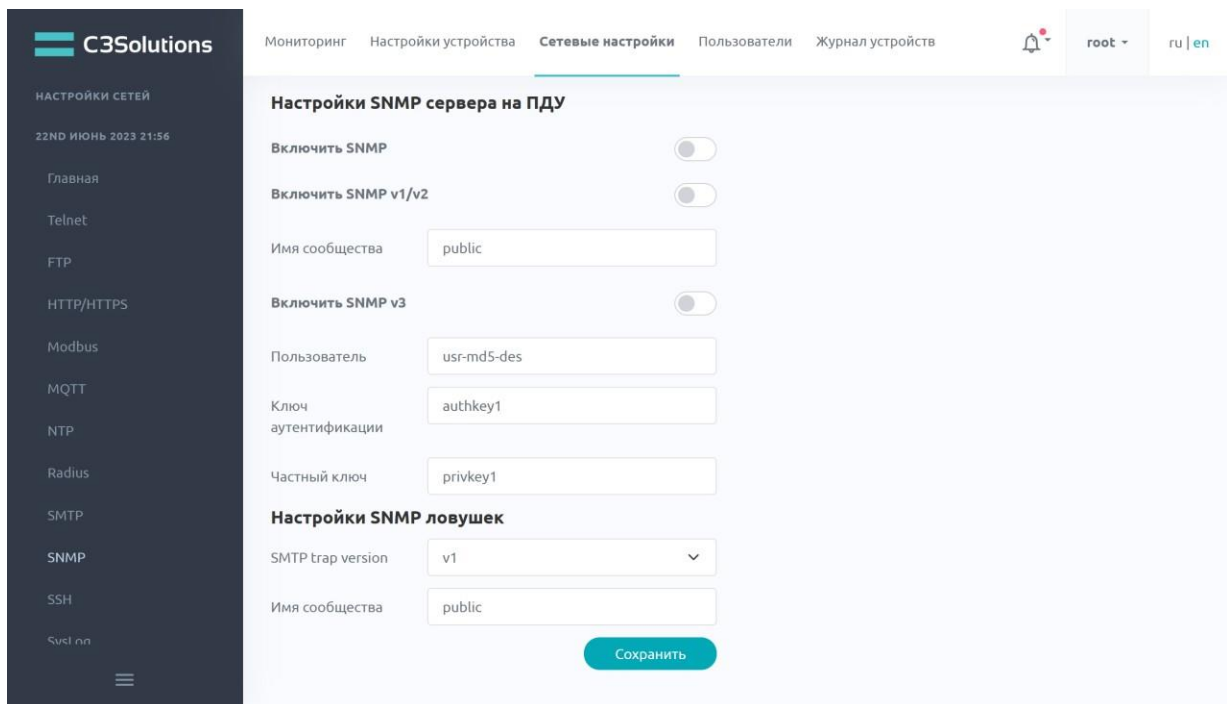 C3Solutions
Мониторинг Настройки устройства Сетевые настройки Пользователи Журнал устройств root ru | en
НАСТРОЙКИ СЕТЕЙ
22ND ИЮНЬ 2023 21:56
Главная
Telnet
FTP
HTTP/HTTPS
Modbus
MQTT
NTP
Radius
SMTP
SNMP
SSH
SysLog
Настройки SNMP сервера на ПДУ
Включить SNMP
Включить SNMP v1/v2
Имя сообщества public
Включить SNMP v3
Пользователь usr-md5-des
Ключ
аутентификации authkey1
Частный ключ privkey1
Настройки SNMP ловушек
SMTP trap version v1
Имя сообщества public
Сохранить